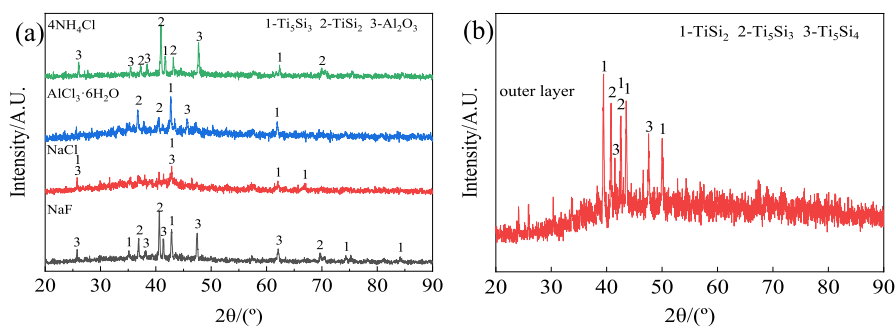 (a)
4NH₄Cl
1-Ti₅Si₃ 2-TiSi₂ 3-Al₂O₃
3 3 2 3 2 1 2 3 1 2
AlCl₃·6H₂O
2 2 1 3 1
NaCl
1
3
1
3
1 1
NaF
3 1 2 3 2 3 1 3 3 2 1 1 1
Intensity/A.U.
20 30 40 50 60 70 80 90
2θ/(º)
(b)
1-TiSi₂ 2-Ti₅Si₃ 3-Ti₅Si₄
outer layer
1 2 3 1 2 1 3 1
Intensity/A.U.
20 30 40 50 60 70 80 90
2θ/(º)